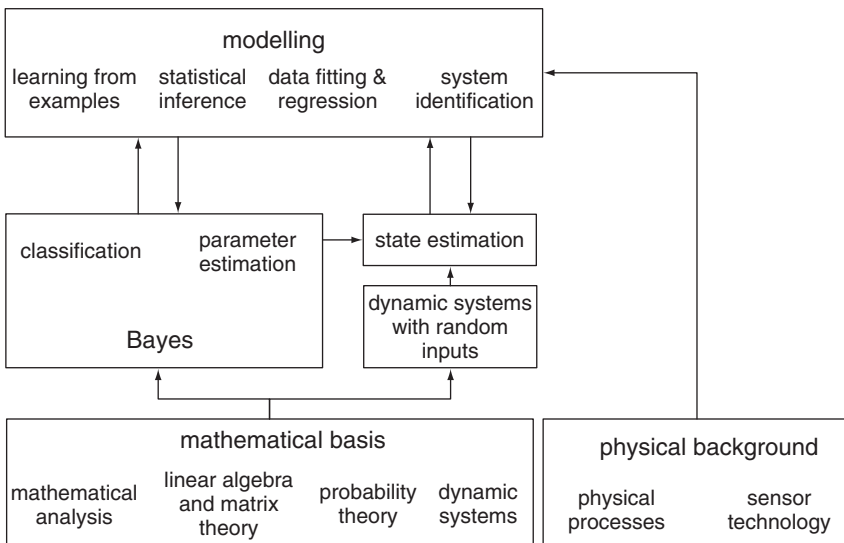 modelling
learning from
examples
statistical
inference
data fitting &
regression
system
identification
classification
parameter
estimation
Bayes
state estimation
dynamic systems
with random
inputs
mathematical basis
mathematical
analysis
linear algebra
and matrix
theory
probability
theory
dynamic
systems
physical background
physical
processes
sensor
technology